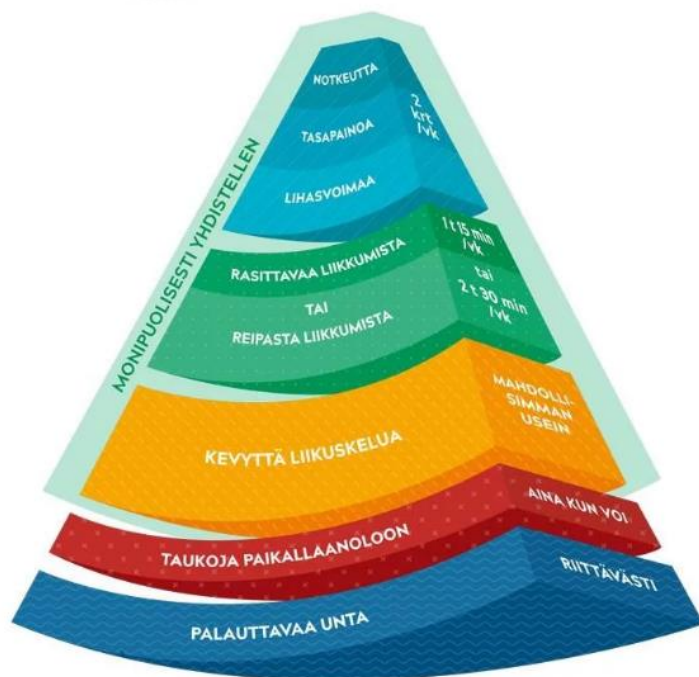 MONIPUOLISESTI YHDISTELLEN
NOTKEUTTA
TASAPAINOA
LIHASVOIMAA
2
krt
/vk
RASITTAVAA LIIKKUMISTA
1 t 15 min
/vk
TAI
tai
REIPASTA LIIKKUMISTA
2 t 30 min
/vk
KEVYTTÄ LIIKUSKELUA
MAHDOLLI-
SIMMAN
USEIN
TAUKOJA PAIKALLAANOLOON
AINA KUN VOI
PALAUTTAVAA UNTA
RIITTÄVÄSTI